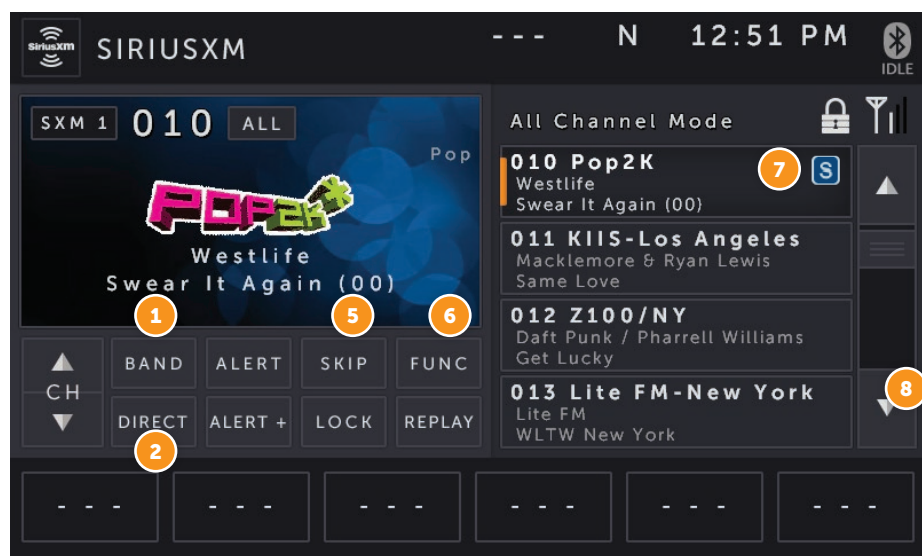 SiriusXM
SIRIUSXM
- - -
N
12:51 PM
IDLE
SXM 1
010
ALL
Pop
POP2K
Westlife
Swear It Again (00)
1
5
6
CH
BAND
ALERT
SKIP
FUNC
DIRECT
ALERT +
LOCK
REPLAY
2
All Channel Mode
010 Pop2K
7
S
Westlife
Swear It Again (00)
011 KIIS-Los Angeles
Macklemore & Ryan Lewis
Same Love
012 Z100/NY
Daft Punk / Pharrell Williams
Get Lucky
013 Lite FM-New York
8
Lite FM
WLTW New York
- - -
- - -
- - -
- - -
- - -
- - -